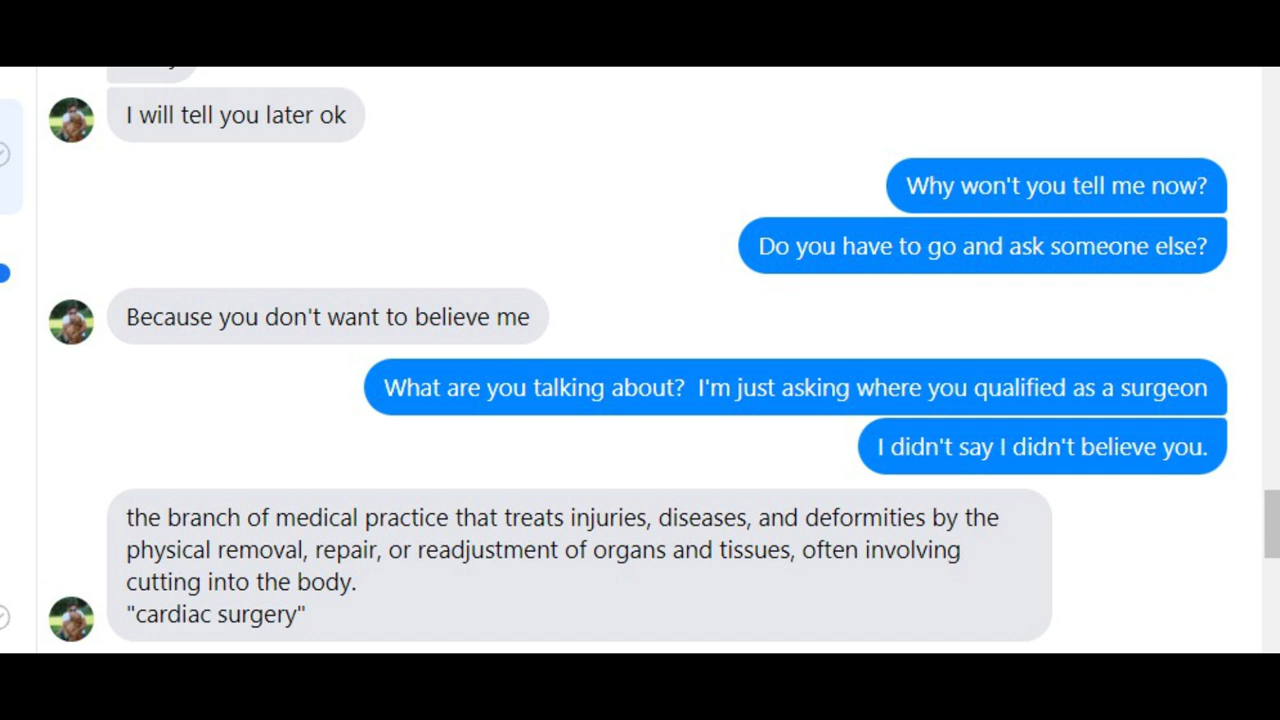 I will tell you later ok
Why won't you tell me now?
Do you have to go and ask someone else?
Because you don't want to believe me
What are you talking about?  I'm just asking where you qualified as a surgeon
I didn't say I didn't believe you.
the branch of medical practice that treats injuries, diseases, and deformities by the
physical removal, repair, or readjustment of organs and tissues, often involving
cutting into the body.
"cardiac surgery"